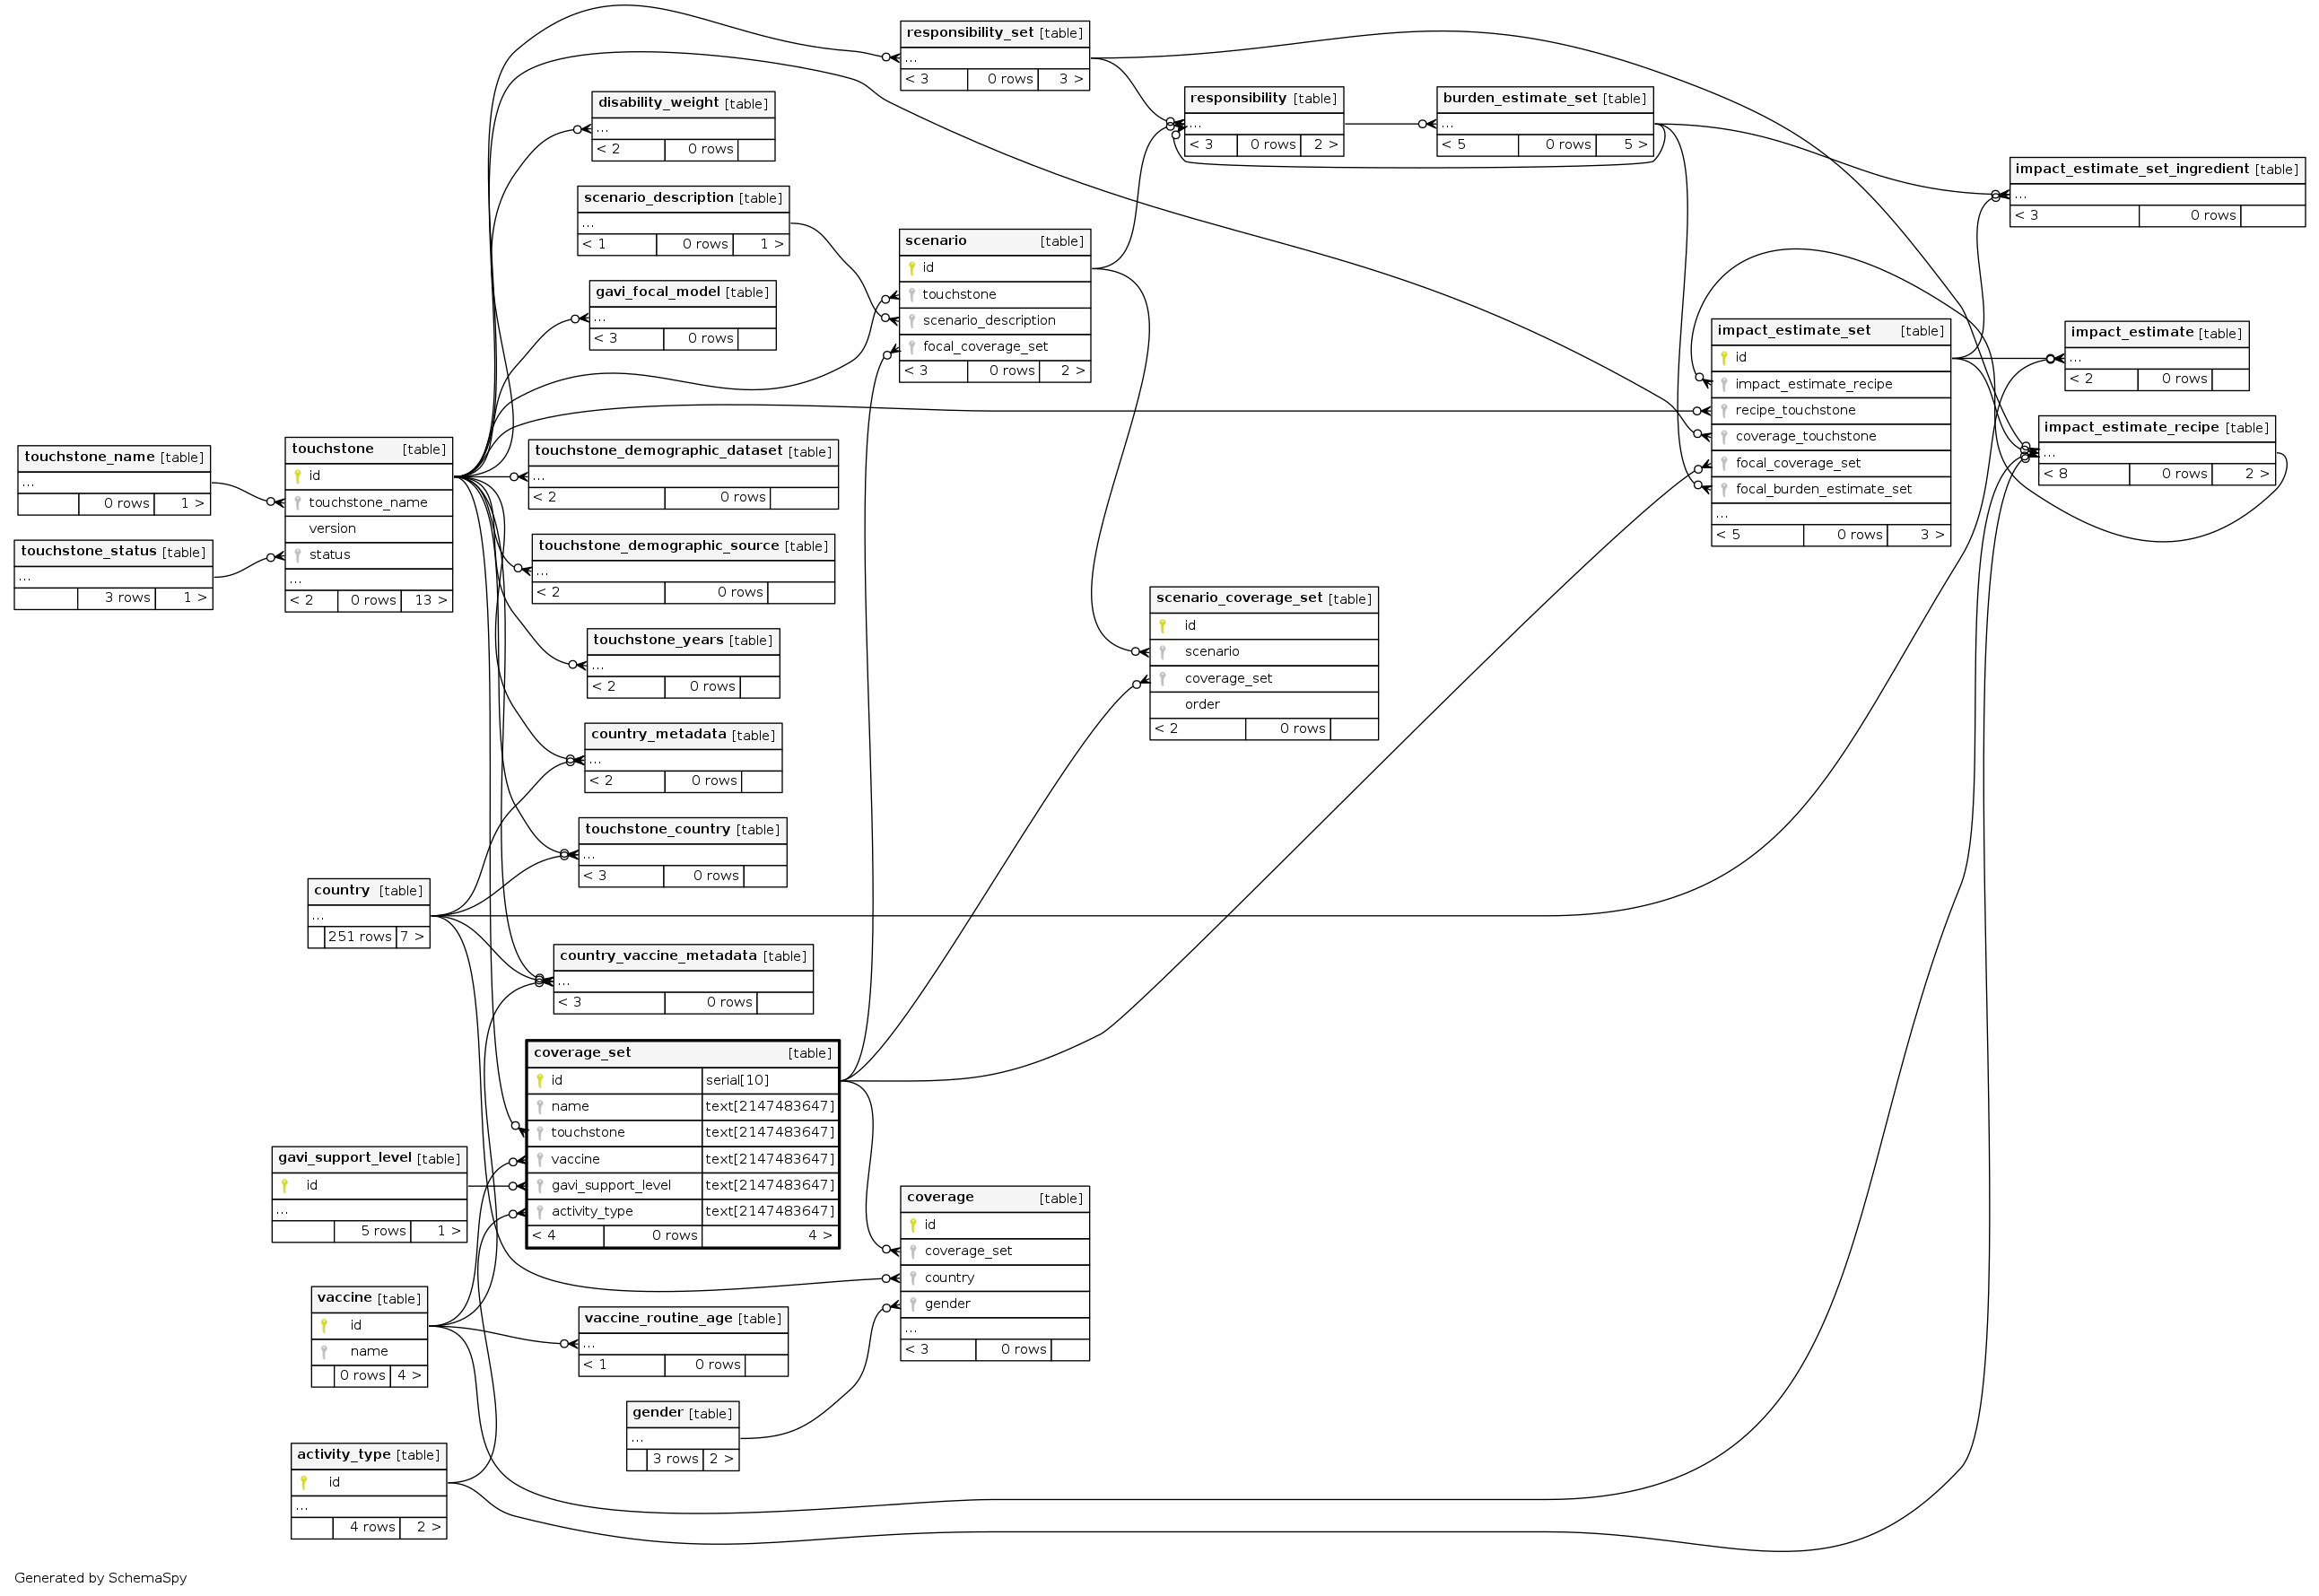 responsibility_set [table]
...
< 3 0 rows 3 >
disability_weight [table]
...
< 2 0 rows
responsibility [table]
...
< 3 0 rows 2 >
burden_estimate_set [table]
...
< 5 0 rows 5 >
impact_estimate_set_ingredient [table]
...
< 3 0 rows
scenario_description [table]
...
< 1 0 rows 1 >
scenario [table]
id
touchstone
scenario_description
focal_coverage_set
< 3 0 rows 2 >
gavi_focal_model [table]
...
< 3 0 rows
impact_estimate_set [table]
id
impact_estimate_recipe
recipe_touchstone
coverage_touchstone
focal_coverage_set
focal_burden_estimate_set
...
< 5 0 rows 3 >
impact_estimate [table]
...
< 2 0 rows
impact_estimate_recipe [table]
...
< 8 0 rows 2 >
touchstone_name [table]
...
0 rows 1 >
touchstone_status [table]
...
3 rows 1 >
touchstone [table]
id
touchstone_name
version
status
...
< 2 0 rows 13 >
touchstone_demographic_dataset [table]
...
< 2 0 rows
touchstone_demographic_source [table]
...
< 2 0 rows
touchstone_years [table]
...
< 2 0 rows
scenario_coverage_set [table]
id
scenario
coverage_set
order
< 2 0 rows
country_metadata [table]
...
< 2 0 rows
touchstone_country [table]
...
< 3 0 rows
country [table]
...
251 rows 7 >
country_vaccine_metadata [table]
...
< 3 0 rows
coverage_set [table]
id serial[10]
name text[2147483647]
touchstone text[2147483647]
vaccine text[2147483647]
gavi_support_level text[2147483647]
activity_type text[2147483647]
< 4 0 rows 4 >
gavi_support_level [table]
id
...
5 rows 1 >
coverage [table]
id
coverage_set
country
gender
...
< 3 0 rows
vaccine [table]
id
name
0 rows 4 >
vaccine_routine_age [table]
...
< 1 0 rows
gender [table]
...
3 rows 2 >
activity_type [table]
id
...
4 rows 2 >
Generated by SchemaSpy